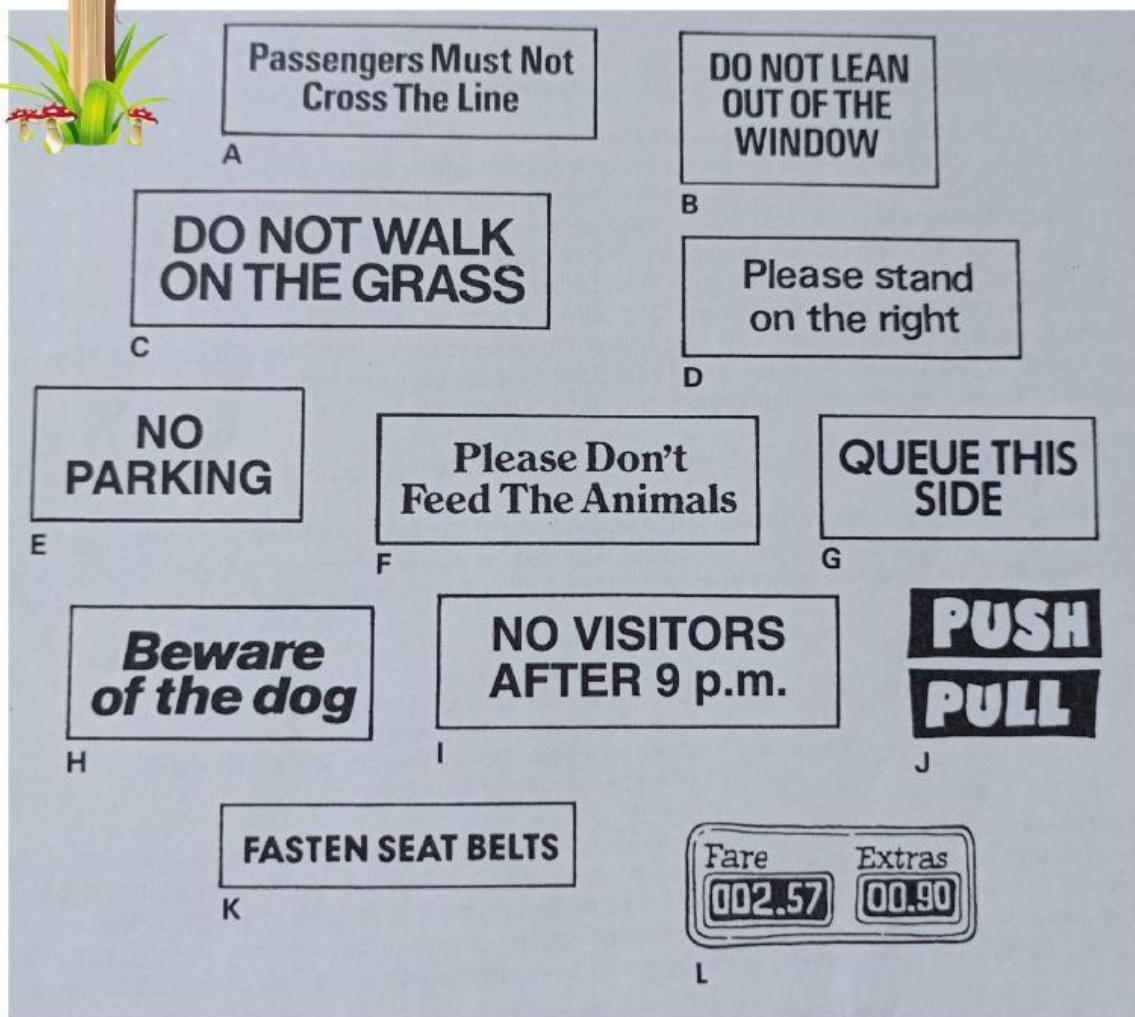 Passengers Must Not
Cross The Line
A
DO NOT LEAN
OUT OF THE
WINDOW
B
DO NOT WALK
ON THE GRASS
C
Please stand
on the right
D
NO
PARKING
E
Please Don't
Feed The Animals
F
QUEUE THIS
SIDE
G
Beware
of the dog
H
NO VISITORS
AFTER 9 p.m.
I
PUSH
PULL
J
FASTEN SEAT BELTS
K
Fare Extras
002.57 00.90
L